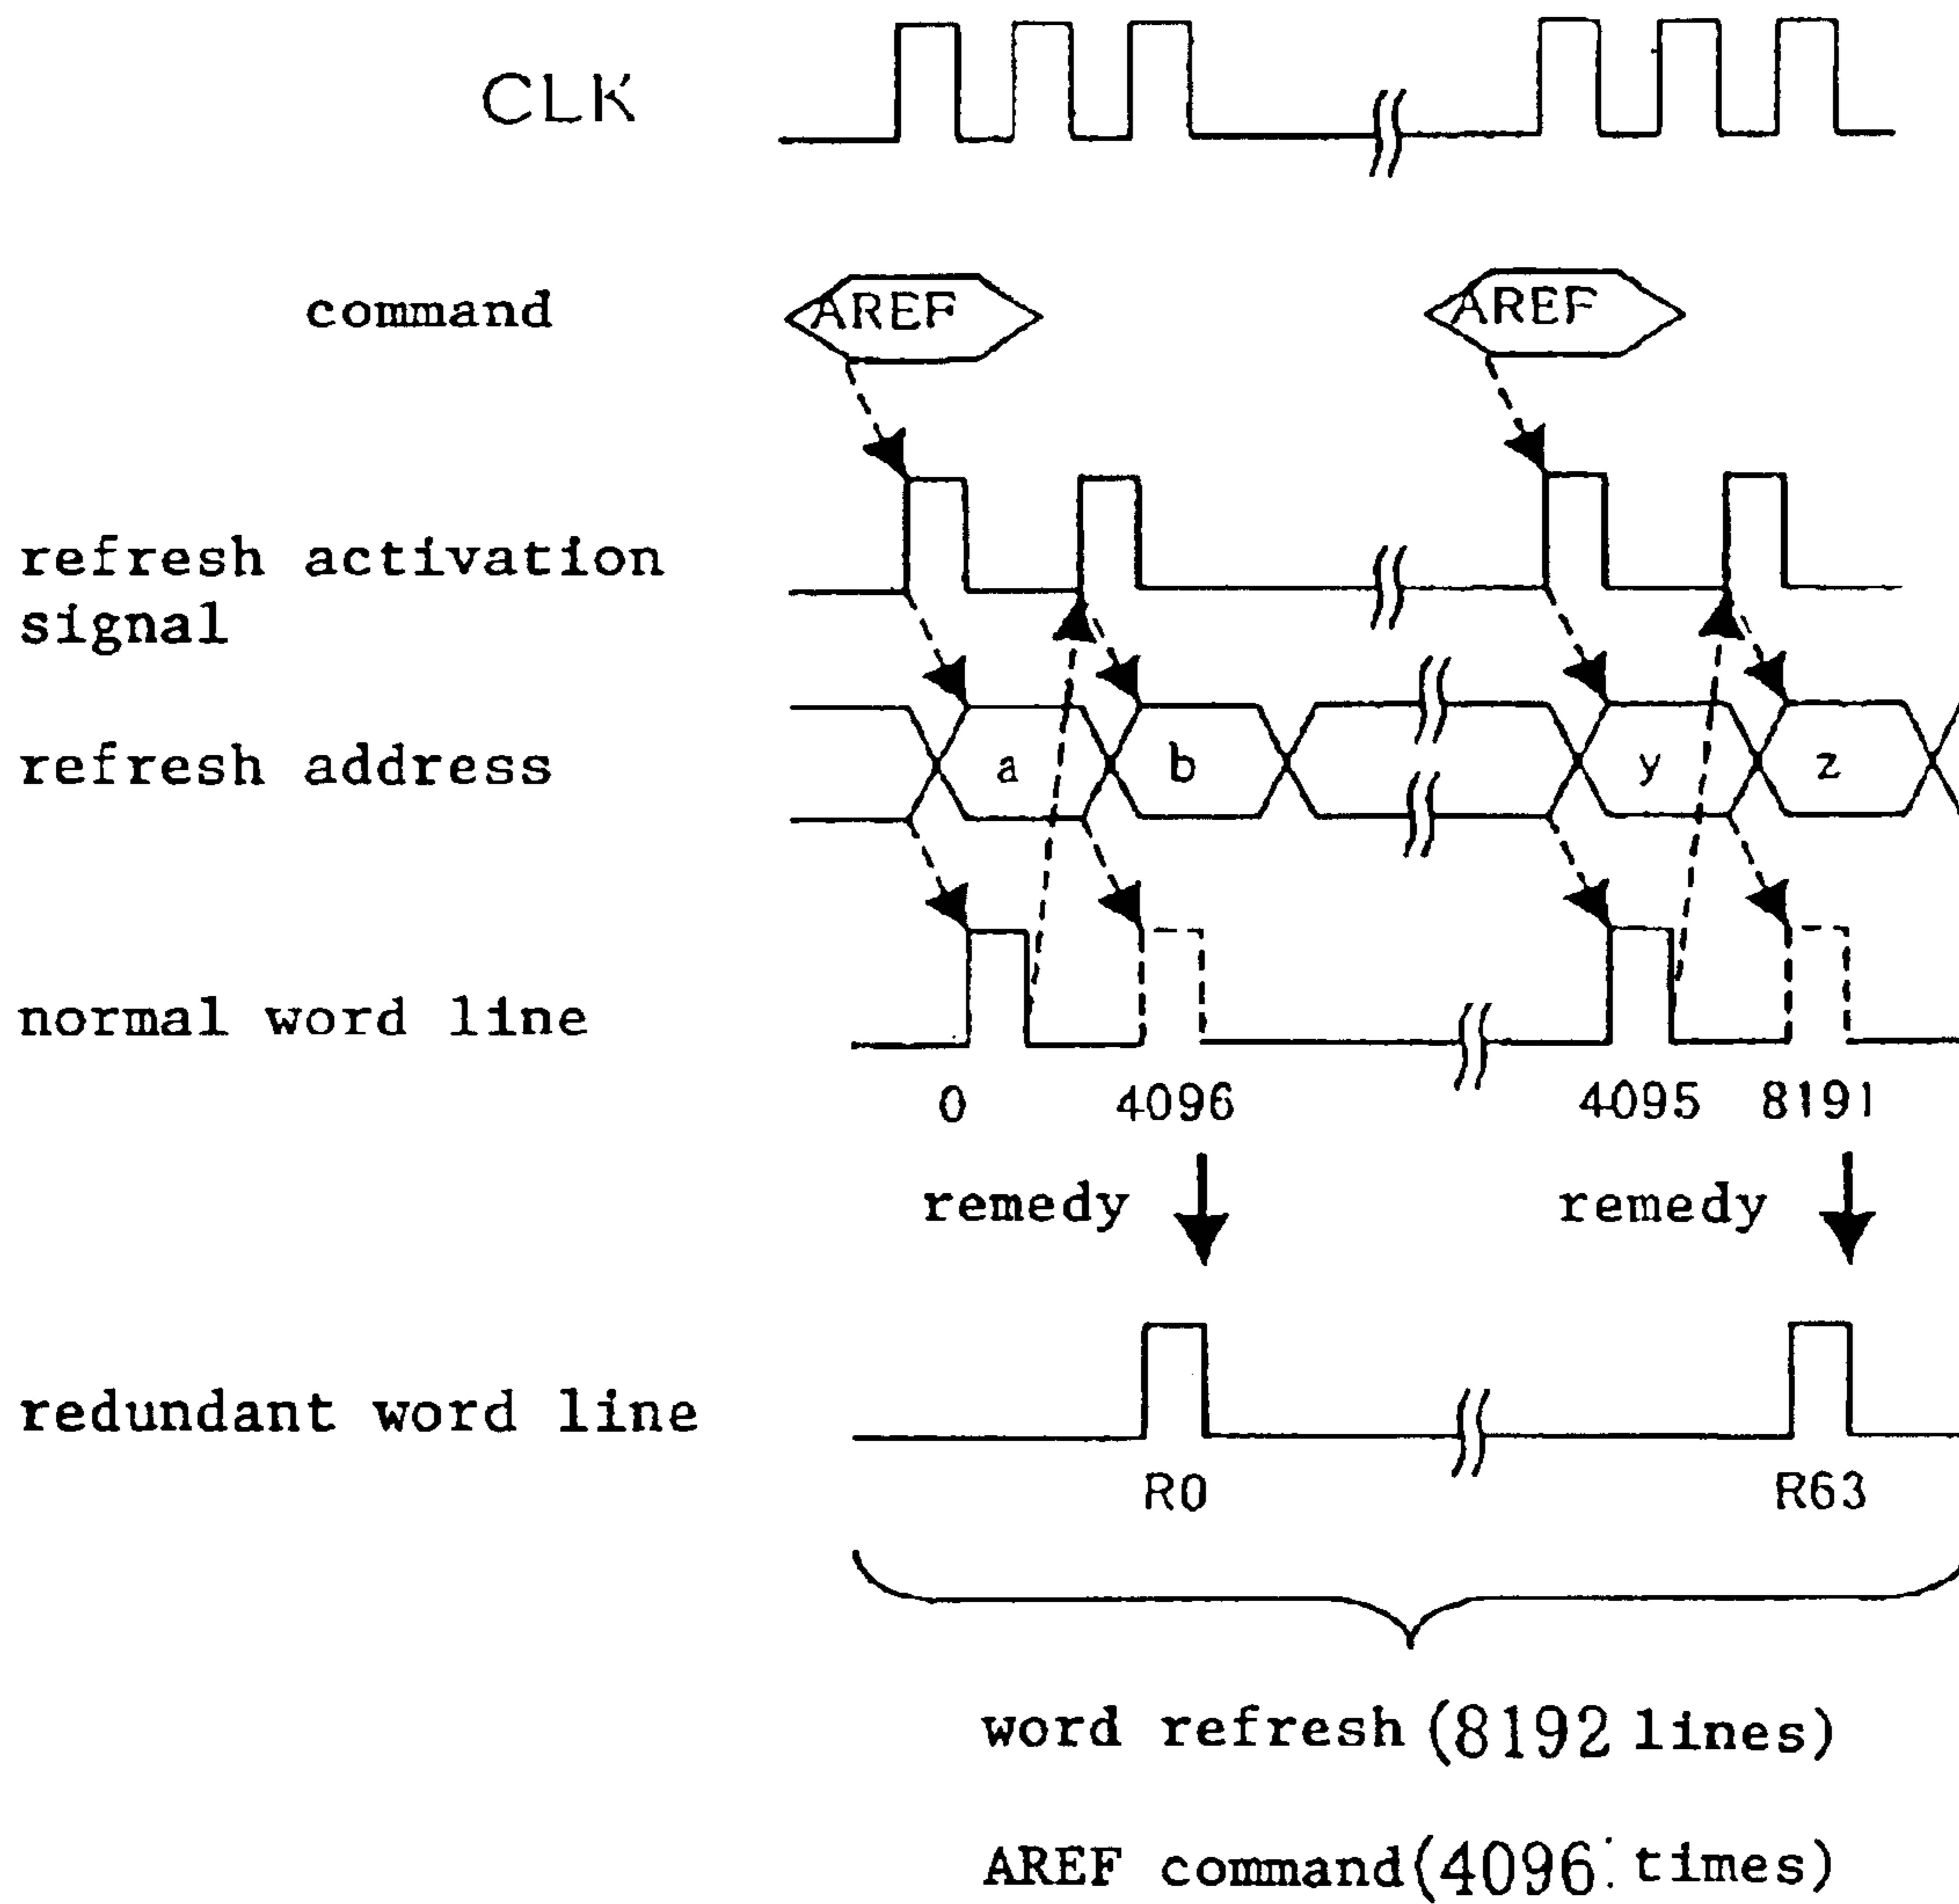 CLK
command
AREF
AREF
refresh activation
signal
refresh address
a
b
y
z
normal word line
0
4096
4095
8191
remedy
remedy
redundant word line
R0
R63
word refresh (8192 lines)
AREF command (4096 times)